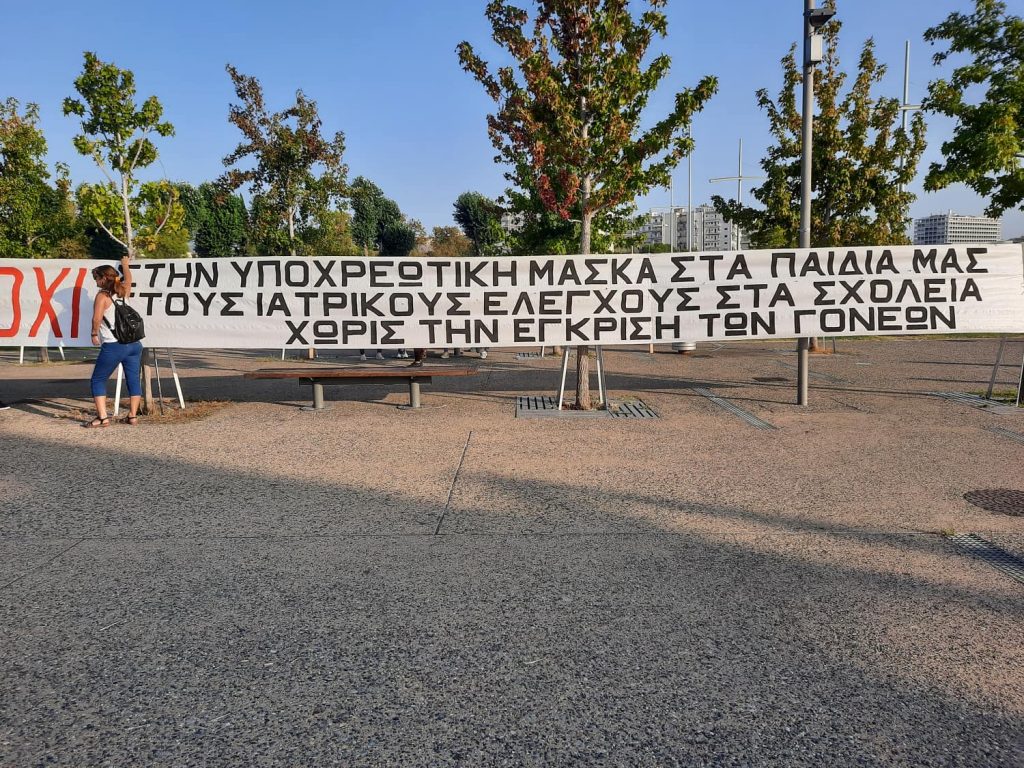 ΟΧΙ
ΣΤΗΝ ΥΠΟΧΡΕΩΤΙΚΗ ΜΑΣΚΑ ΣΤΑ ΠΑΙΔΙΑ ΜΑΣ
ΣΤΟΥΣ ΙΑΤΡΙΚΟΥΣ ΕΛΕΓΧΟΥΣ ΣΤΑ ΣΧΟΛΕΙΑ
ΧΩΡΙΣ ΤΗΝ ΕΓΚΡΙΣΗ ΤΩΝ ΓΟΝΕΩΝ